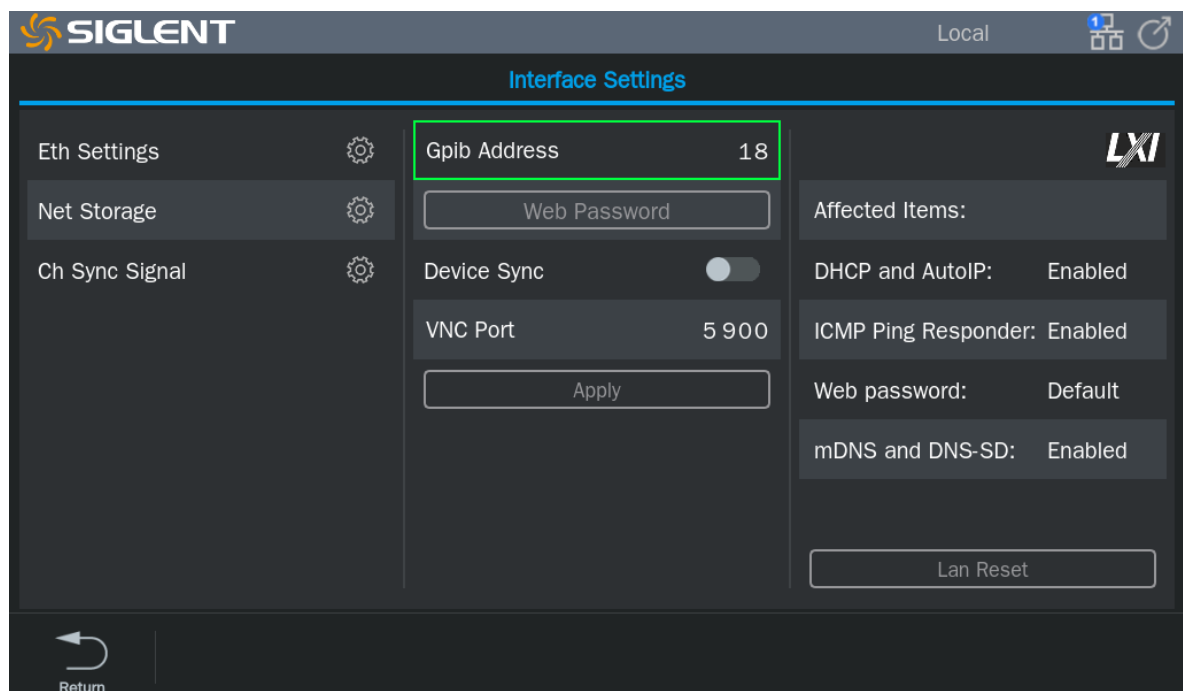 SIGLENT
Local
1
Interface Settings
Eth Settings
Net Storage
Ch Sync Signal
Gpib Address 18
Web Password
Device Sync
VNC Port 5900
Apply
LXI
Affected Items:
DHCP and AutoIP: Enabled
ICMP Ping Responder: Enabled
Web password: Default
mDNS and DNS-SD: Enabled
Lan Reset
Return